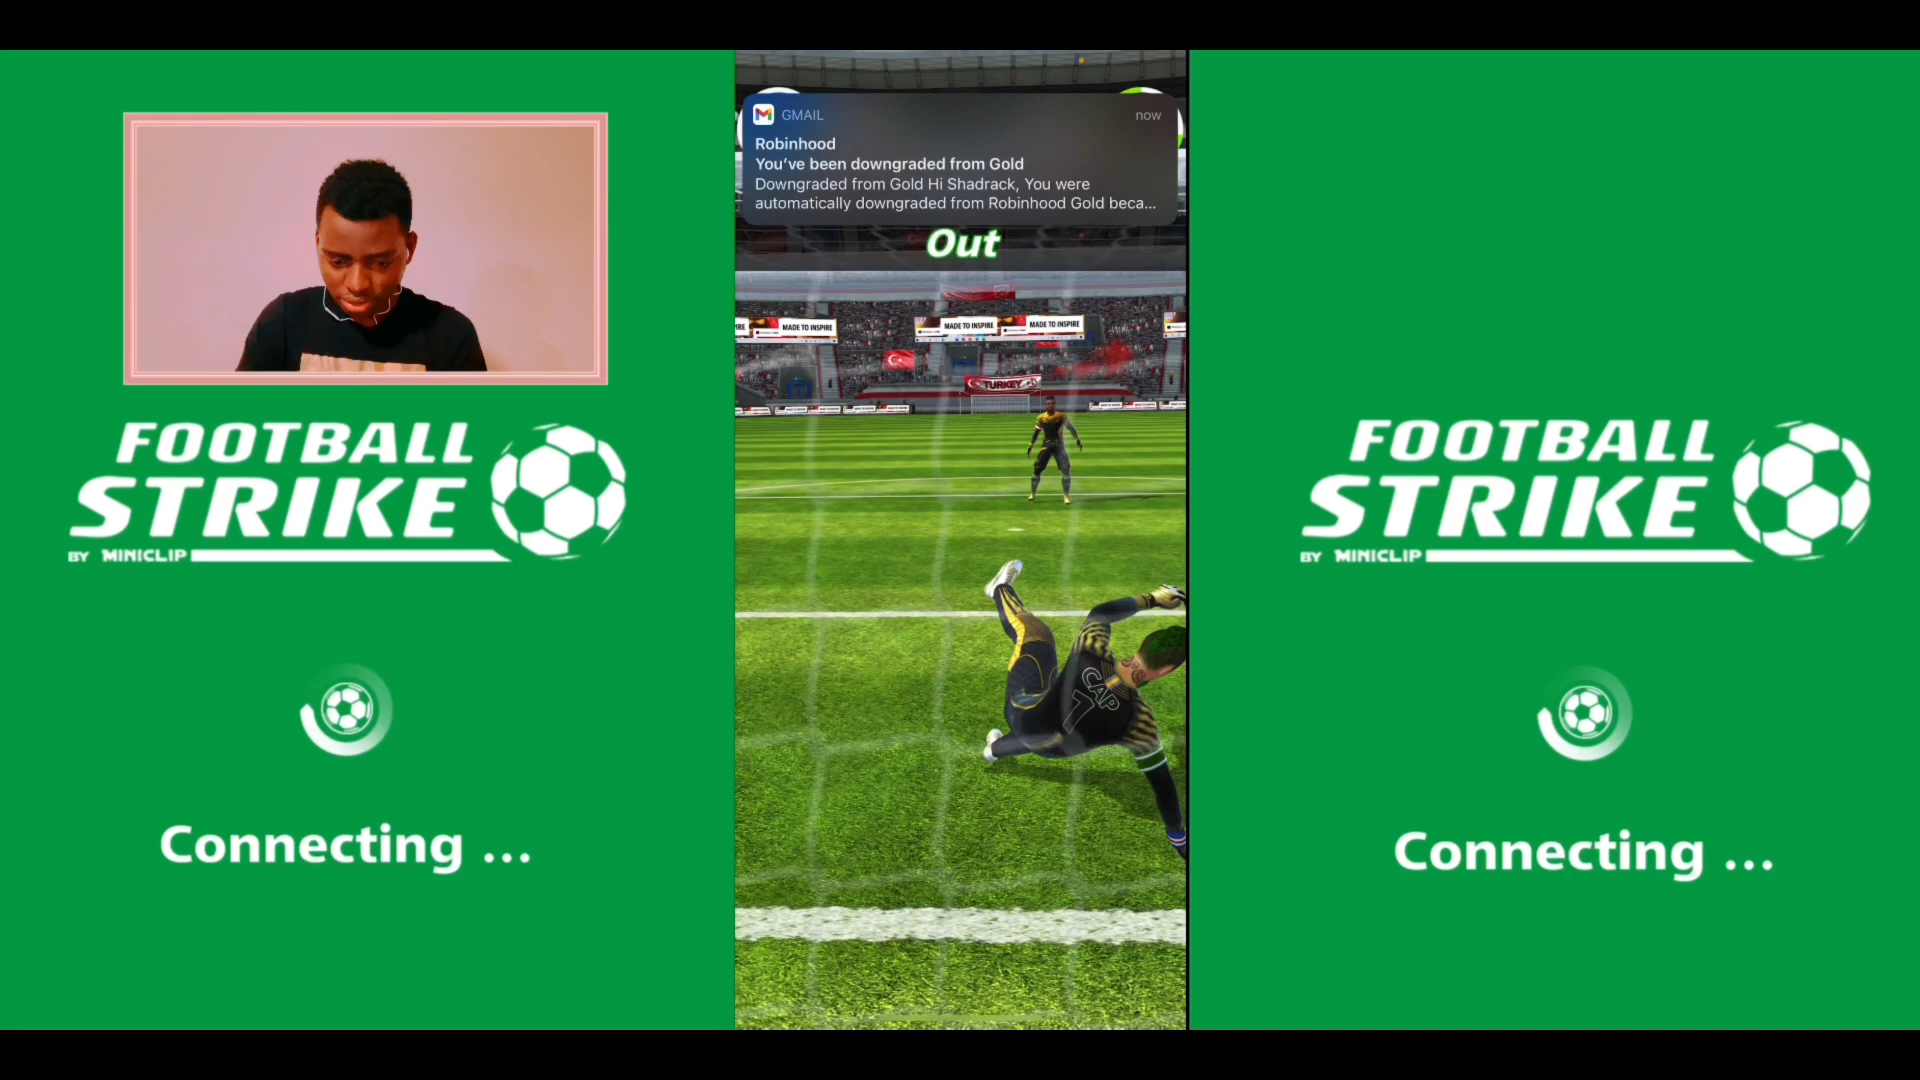 GMAIL
now
Robinhood
You've been downgraded from Gold
Downgraded from Gold Hi Shadrack, You were
automatically downgraded from Robinhood Gold beca...
Out
MADE TO INSPIRE
MADE TO INSPIRE
MADE TO INSPIRE
TURKEY
CAP
7
FOOTBALL
STRIKE
BY MINICLIP
Connecting ...
FOOTBALL
STRIKE
BY MINICLIP
Connecting ...